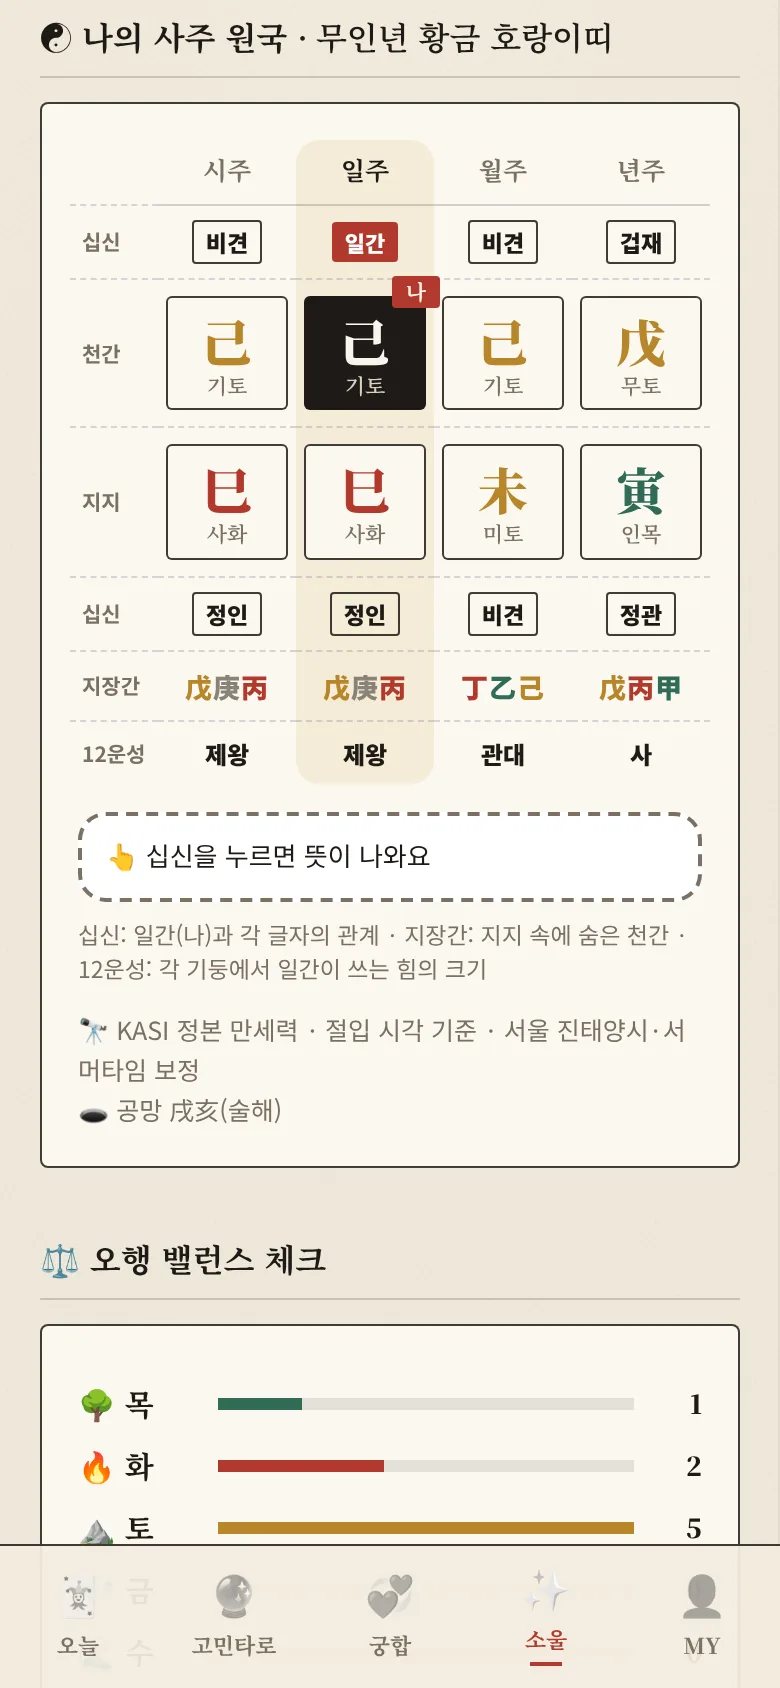 나의 사주 원국 · 무인년 황금 호랑이띠
시주 일주 월주 년주
십신 비견 일간 비견 겁재
나
천간 己 己 己 戊
기토 기토 기토 무토
지지 巳 巳 未 寅
사화 사화 미토 인목
십신 정인 정인 비견 정관
지장간 戊庚丙 戊庚丙 丁乙己 戊丙甲
12운성 제왕 제왕 관대 사
십신을 누르면 뜻이 나와요
십신: 일간(나)과 각 글자의 관계 · 지장간: 지지 속에 숨은 천간 ·
12운성: 각 기둥에서 일간이 쓰는 힘의 크기
KASI 정본 만세력 · 절입 시각 기준 · 서울 진태양시·서
머타임 보정
공망 戌亥(술해)
오행 밸런스 체크
목 1
화 2
토 5
금
수
오늘 고민타로 궁합 소울 MY